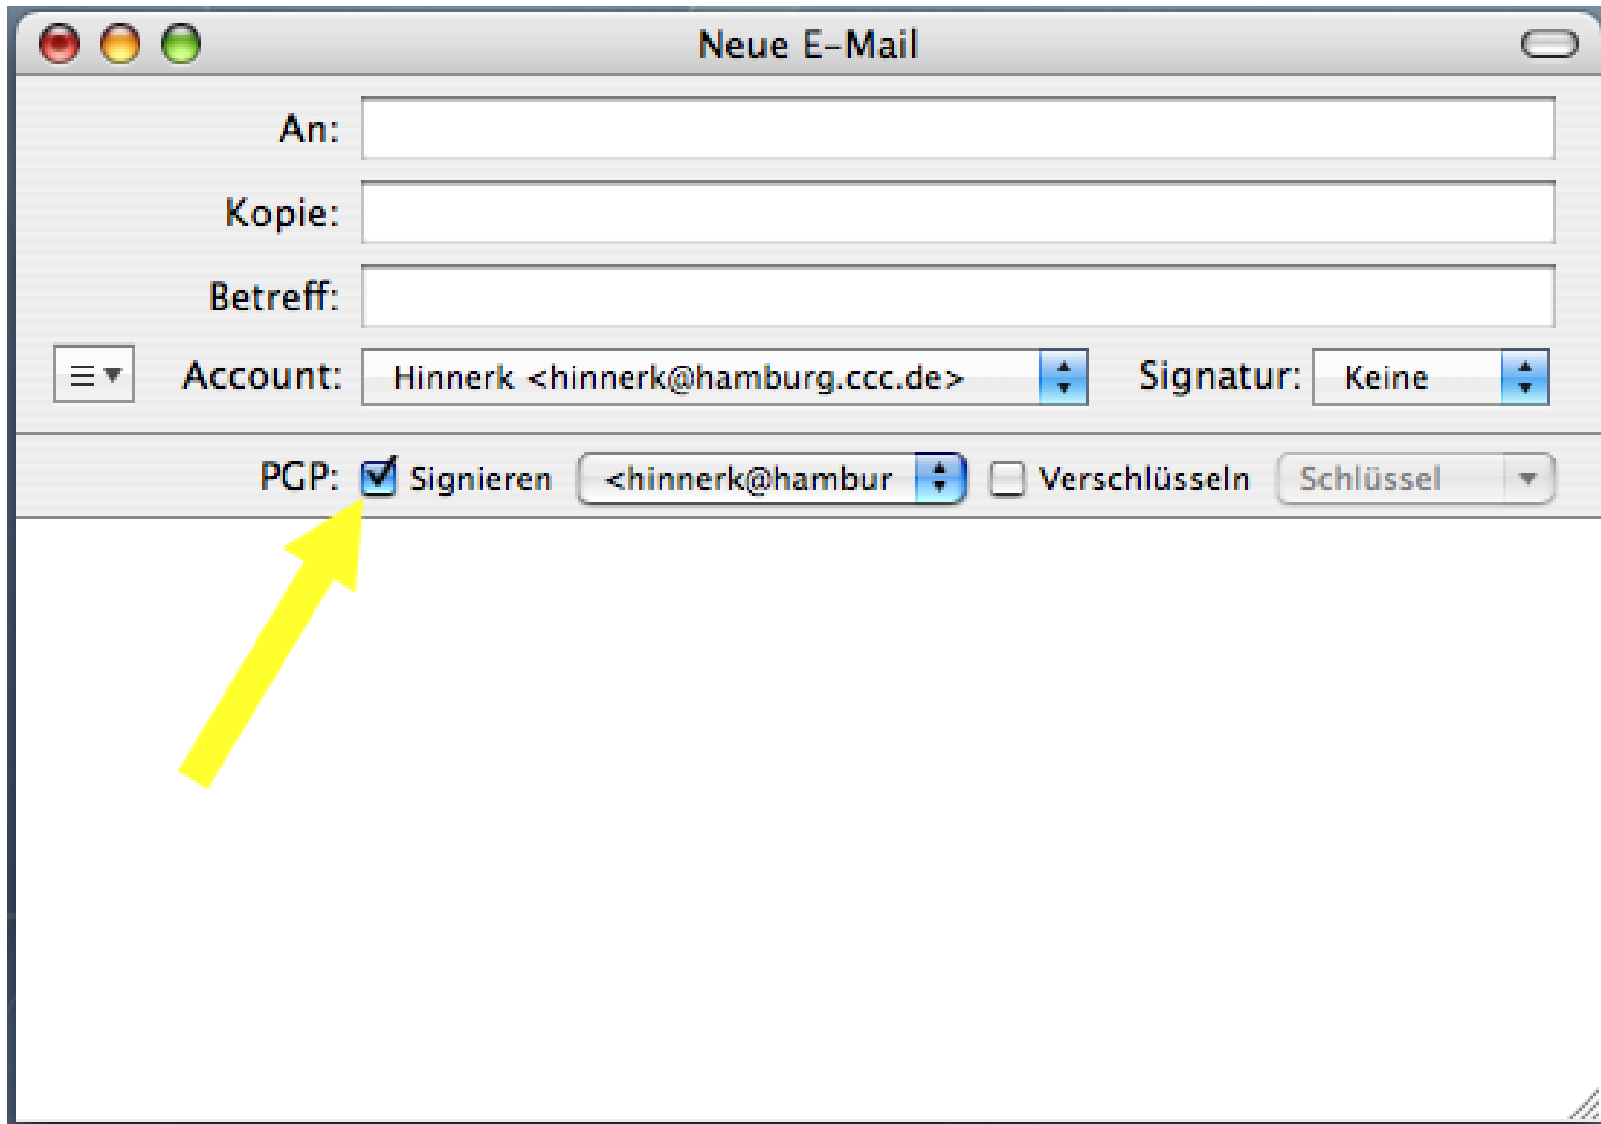 Neue E-Mail
An:
Kopie:
Betreff:
Account: Hinnerk <hinnerk@hamburg.ccc.de> Signatur: Keine
PGP: Signieren <hinnerk@hambur Verschlüsseln Schlüssel